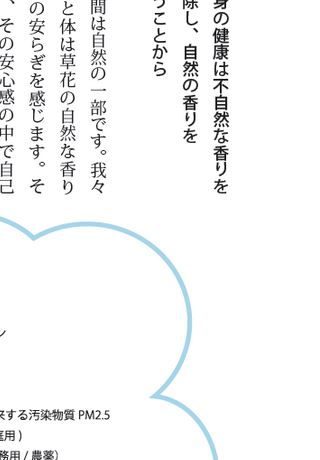 身の健康は不自然な香りを
除し、自然の香りを
うことから
間は自然の一部です。我々
と体は草花の自然な香り
の安らぎを感じます。そ
、その安心感の中で自己
ン
来する汚染物質 PM2.5
庭用 )
務用 / 農薬）